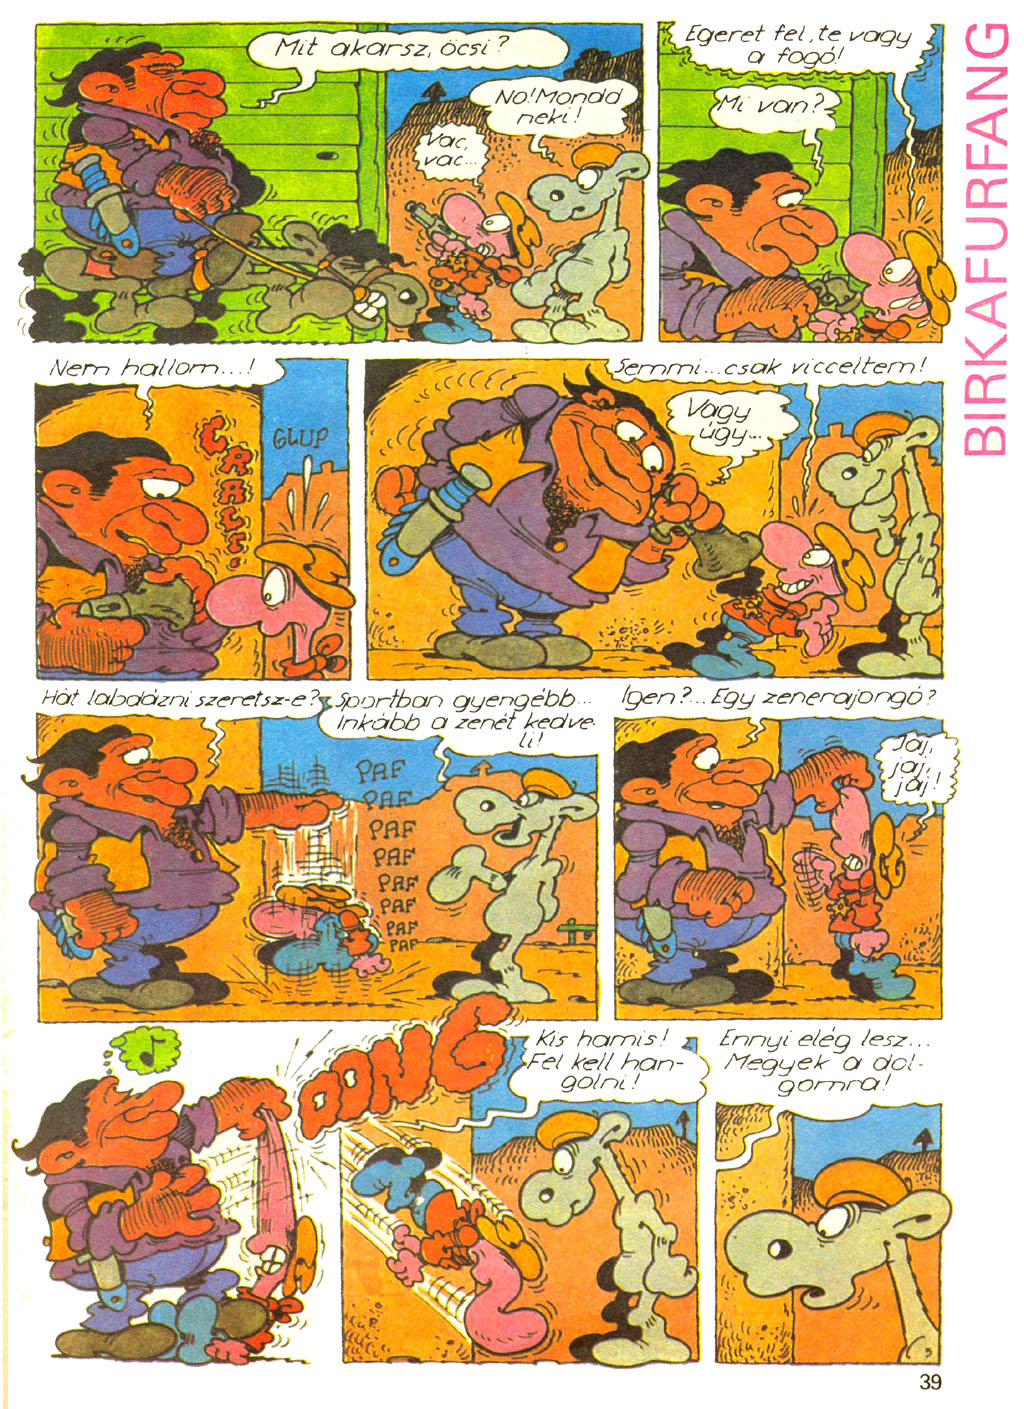 BIRKAFURFANG
Mit akarsz, öcsi?
Vac,
vac...
No! Mondd
neki!
Egeret fel, te vagy
a fogó!
Mi van?
Nem hallom...!
CRACC
GLUP
Semmi...csak vicceltem!
Vagy
úgy...
Hát labdázni szeretsz-e?
Sportban gyengébb...
Inkább a zenét kedve-
li!
PAF
PAF
PAF
PAF
PAF
PAF
PAF
PAF
Igen?...Egy zenerajongó?
Jaj,
jaj,
jaj!
DONG
Kis hamis!
Fel kell han-
golni!
Ennyi elég lesz...
Megyek a dol-
gomra!
39